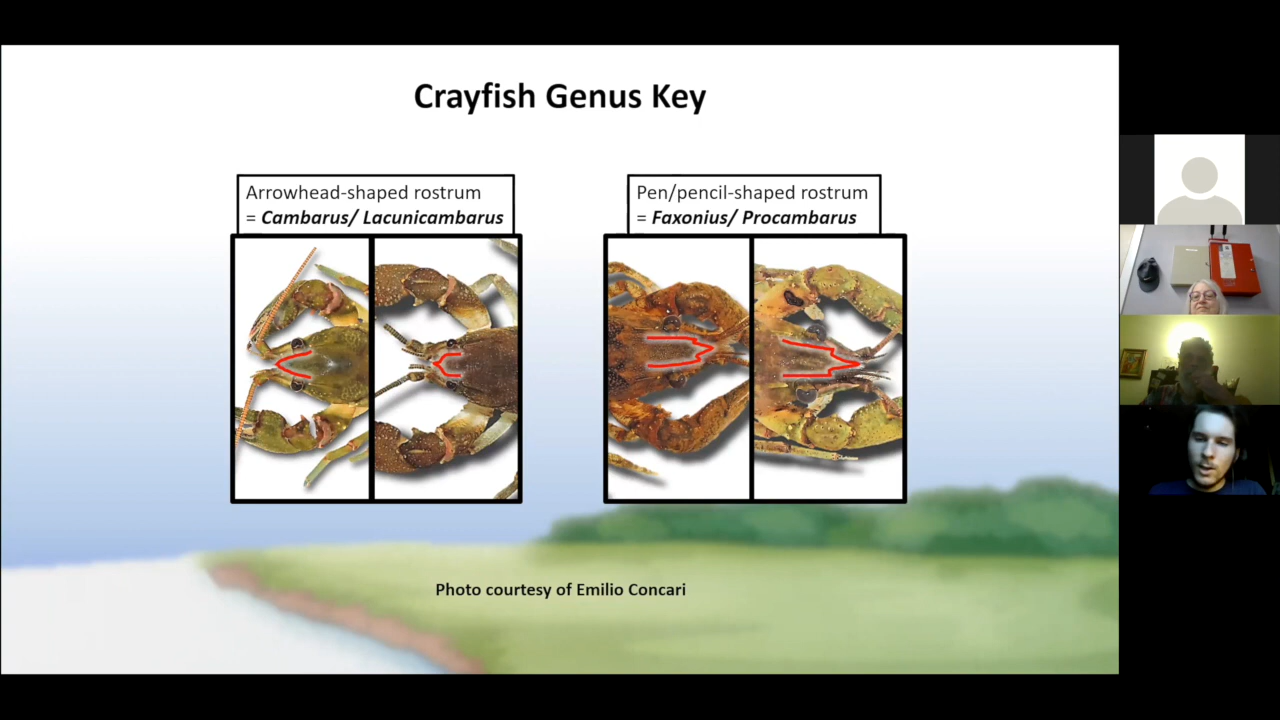 Crayfish Genus Key
Arrowhead-shaped rostrum
= Cambarus/ Lacunicambarus
Pen/pencil-shaped rostrum
= Faxonius/ Procambarus
Photo courtesy of Emilio Concari